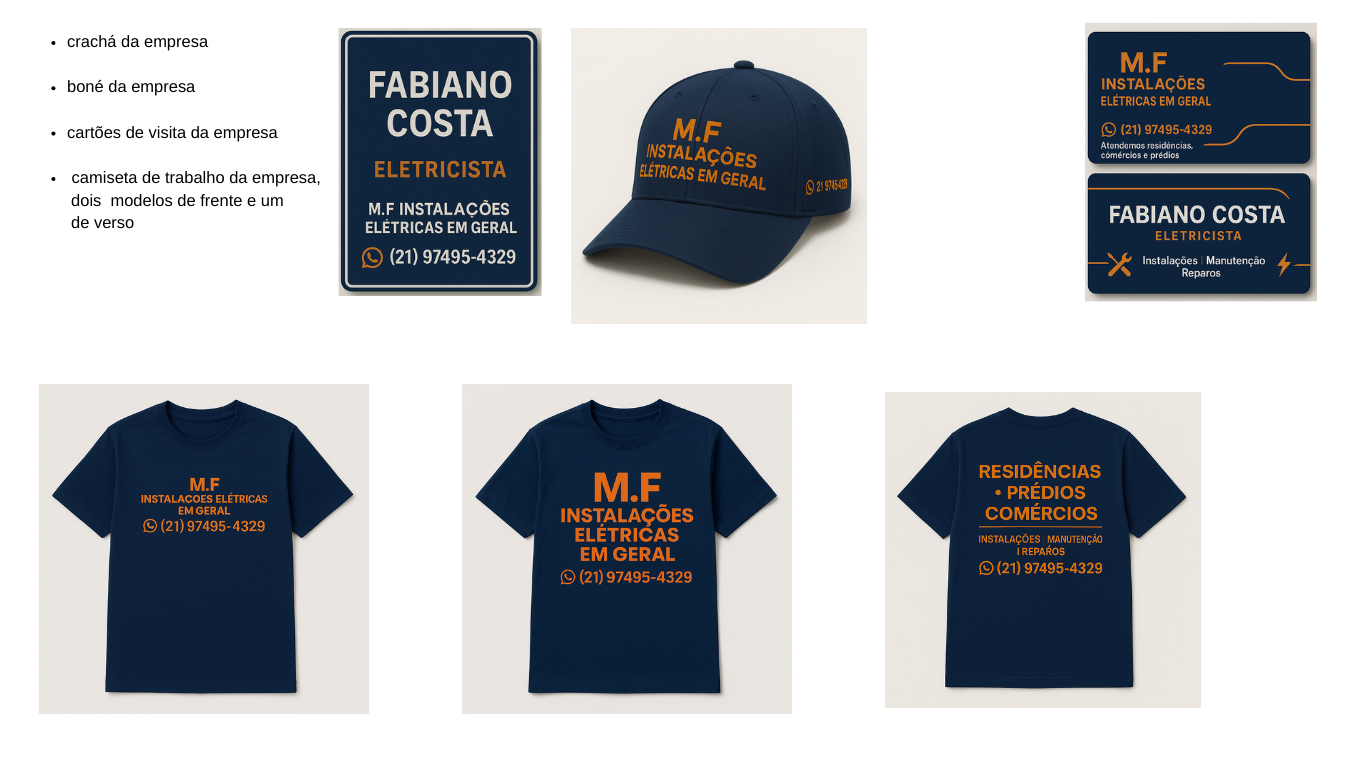 • crachá da empresa
• boné da empresa
• cartões de visita da empresa
• camiseta de trabalho da empresa,
dois modelos de frente e um
de verso
FABIANO
COSTA
ELETRICISTA
M.F INSTALAÇÕES
ELÉTRICAS EM GERAL
(21) 97495-4329
M.F
INSTALAÇÕES
ELÉTRICAS EM GERAL
21 97495-4329
M.F
INSTALAÇÕES
ELÉTRICAS EM GERAL
(21) 97495-4329
Atendemos residências,
comércios e prédios
FABIANO COSTA
ELETRICISTA
Instalações | Manutenção
Reparos
M.F
INSTALACOES ELÉTRICAS
EM GERAL
(21) 97495-4329
M.F
INSTALAÇÕES
ELÉTRICAS
EM GERAL
(21) 97495-4329
RESIDÊNCIAS
• PRÉDIOS
COMÉRCIOS
INSTALAÇÕES | MANUTENÇÃO
I REPAROS
(21) 97495-4329